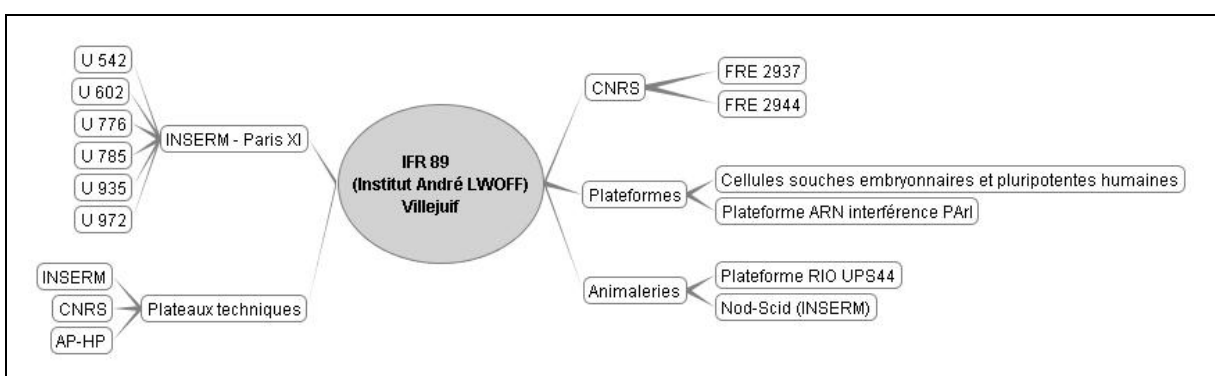 U 542
U 602
U 776
U 785
U 935
U 972
INSERM - Paris XI
INSERM
CNRS
AP-HP
Plateaux techniques
IFR 89
(Institut André LWOFF)
Villejuif
CNRS
FRE 2937
FRE 2944
Plateformes
Cellules souches embryonnaires et pluripotentes humaines
Plateforme ARN interférence PArI
Animaleries
Plateforme RIO UPS44
Nod-Scid (INSERM)